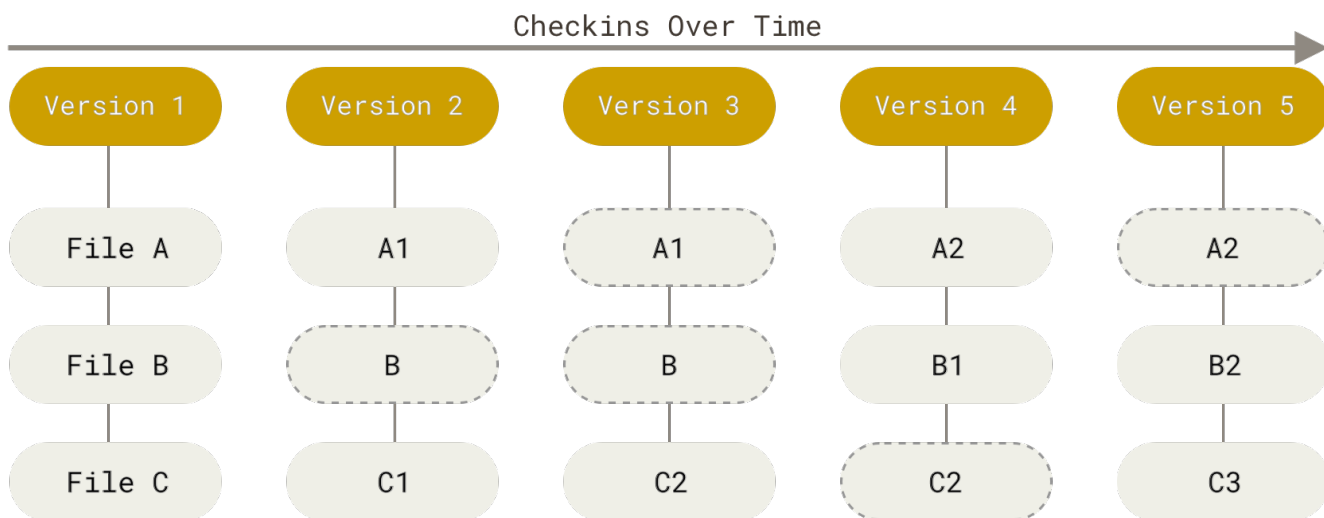 Checkins Over Time
Version 1 Version 2 Version 3 Version 4 Version 5
File A A1 A1 A2 A2
File B B B B1 B2
File C C1 C2 C2 C3